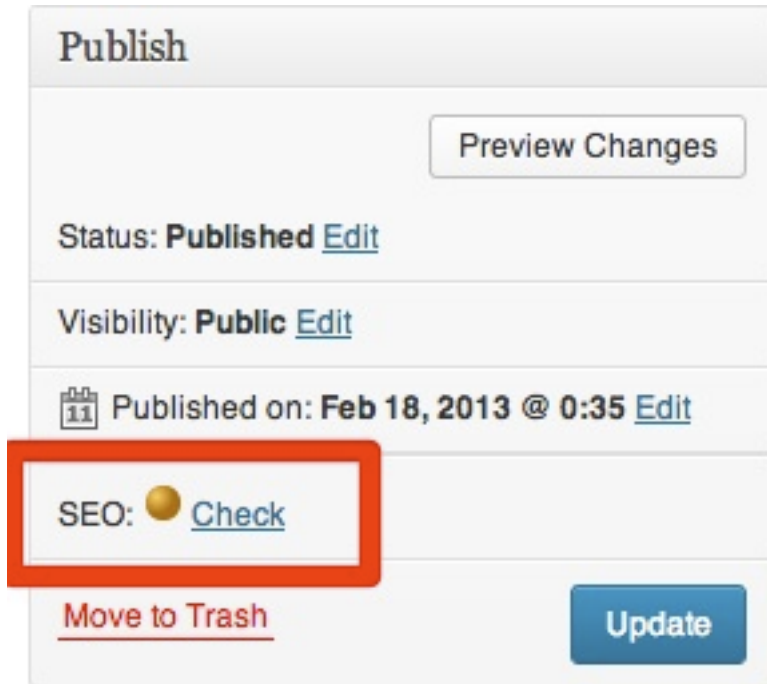 Publish
Preview Changes
Status: Published Edit
Visibility: Public Edit
11 Published on: Feb 18, 2013 @ 0:35 Edit
SEO: Check
Move to Trash
Update